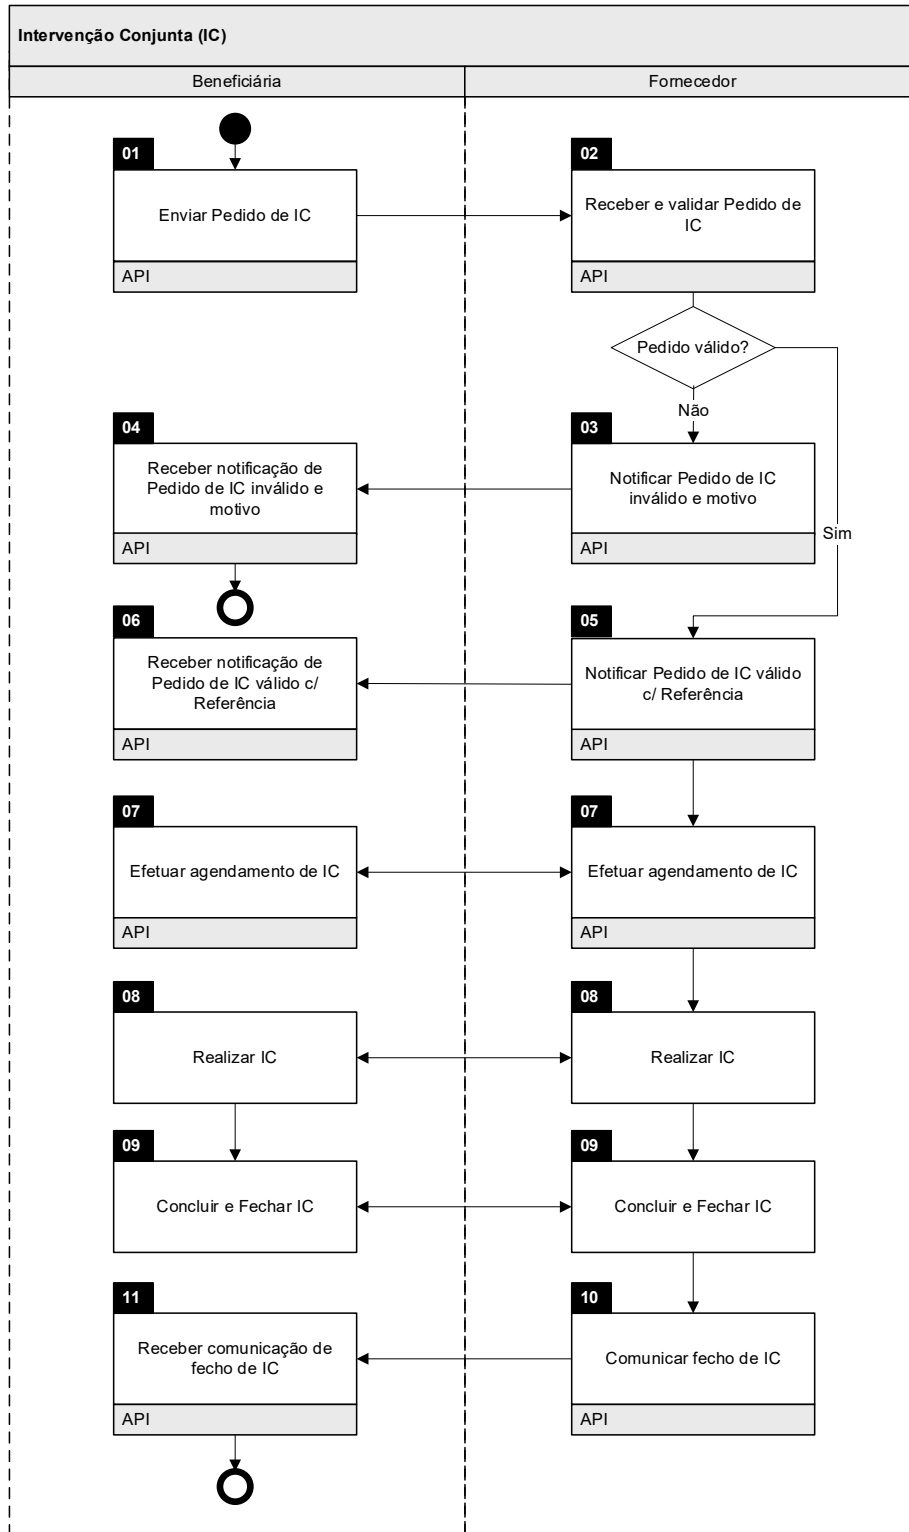 Intervenção Conjunta (IC)
Beneficiária
Fornecedor
01
Enviar Pedido de IC
API
02
Receber e validar Pedido de
IC
API
Pedido válido?
Não
Sim
03
Notificar Pedido de IC
inválido e motivo
API
04
Receber notificação de
Pedido de IC inválido e
motivo
API
05
Notificar Pedido de IC válido
c/ Referência
API
06
Receber notificação de
Pedido de IC válido c/
Referência
API
07
Efetuar agendamento de IC
API
07
Efetuar agendamento de IC
API
08
Realizar IC
08
Realizar IC
09
Concluir e Fechar IC
09
Concluir e Fechar IC
10
Comunicar fecho de IC
API
11
Receber comunicação de
fecho de IC
API